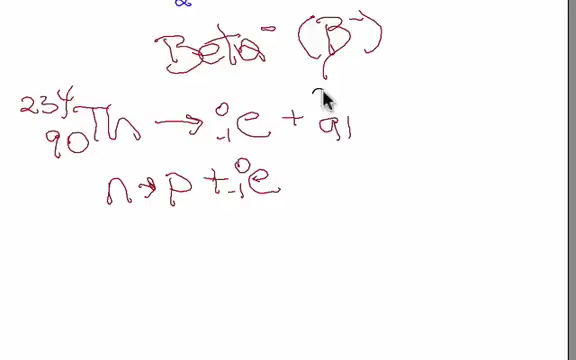 Beta⁻ (β⁻)
²³⁴₉₀Th → ⁰₋₁e + ₉₁
n → p + ⁰₋₁e